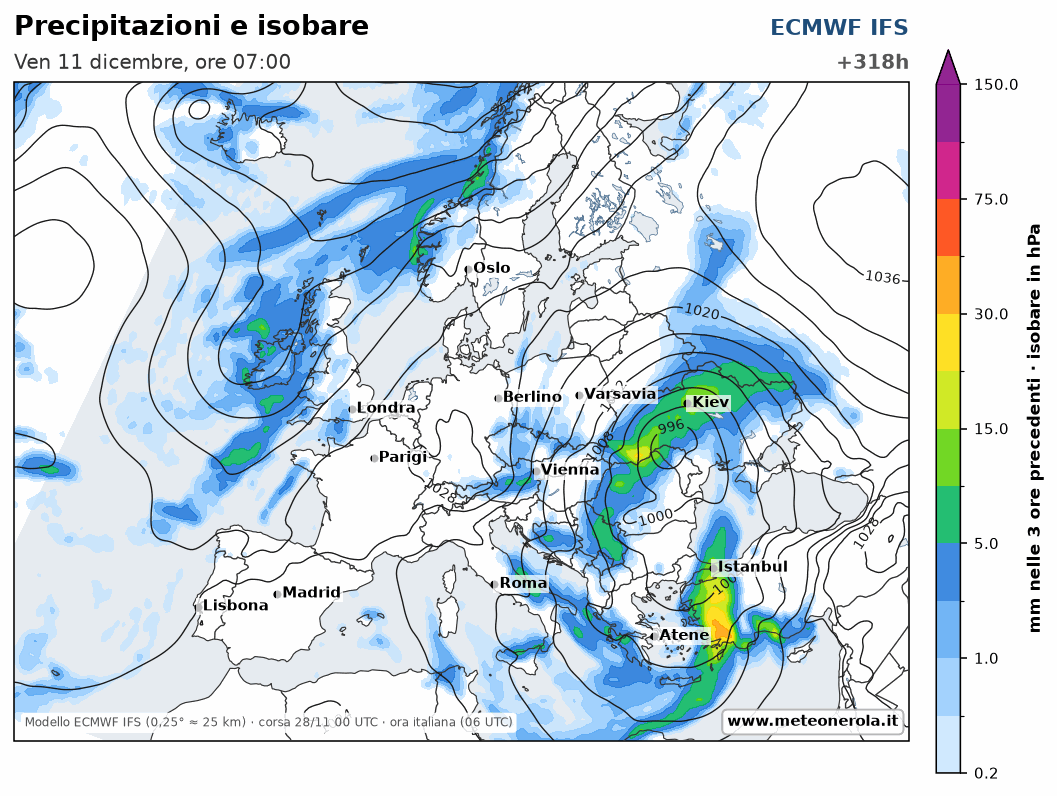 Precipitazioni e isobare
ECMWF IFS
Ven 11 dicembre, ore 07:00
+318h
150.0
75.0
30.0
15.0
5.0
1.0
0.2
mm nelle 3 ore precedenti · isobare in hPa
Oslo
1036
1020
Berlino
Varsavia
Kiev
Londra
996
1008
Parigi
Vienna
1028
1000
1028
Istanbul
Roma
Madrid
Lisbona
Atene
Modello ECMWF IFS (0,25° ≈ 25 km) · corsa 28/11 00 UTC · ora italiana (06 UTC)
www.meteonerola.it